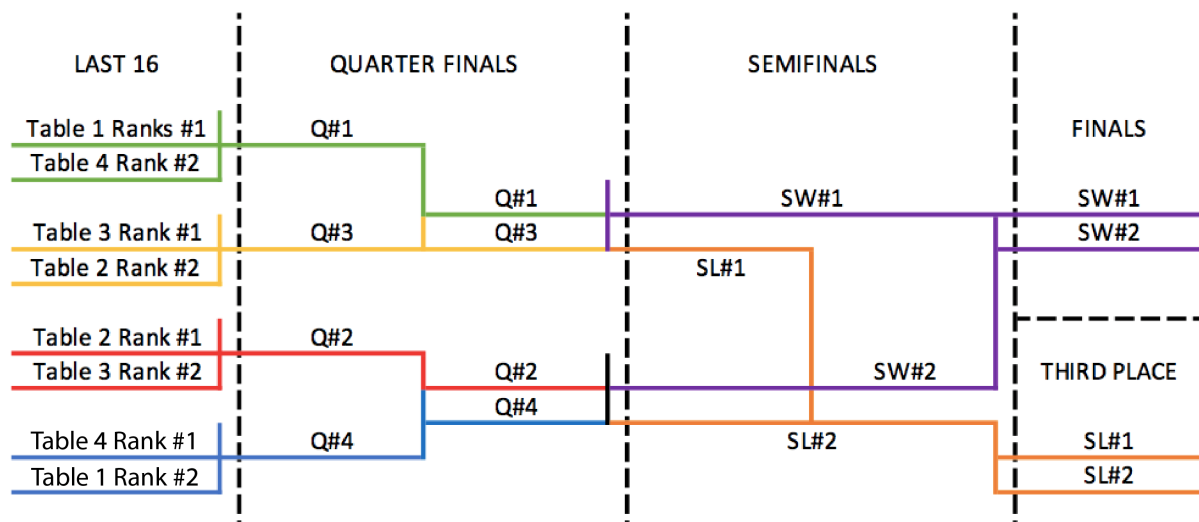 LAST 16
QUARTER FINALS
SEMIFINALS
FINALS
Table 1 Ranks #1
Q#1
Table 4 Rank #2
Q#1
SW#1
SW#1
Table 3 Rank #1
Q#3
Q#3
SW#2
Table 2 Rank #2
SL#1
Table 2 Rank #1
Q#2
Table 3 Rank #2
Q#2
SW#2
THIRD PLACE
Q#4
Table 4 Rank #1
Q#4
SL#2
SL#1
Table 1 Rank #2
SL#2